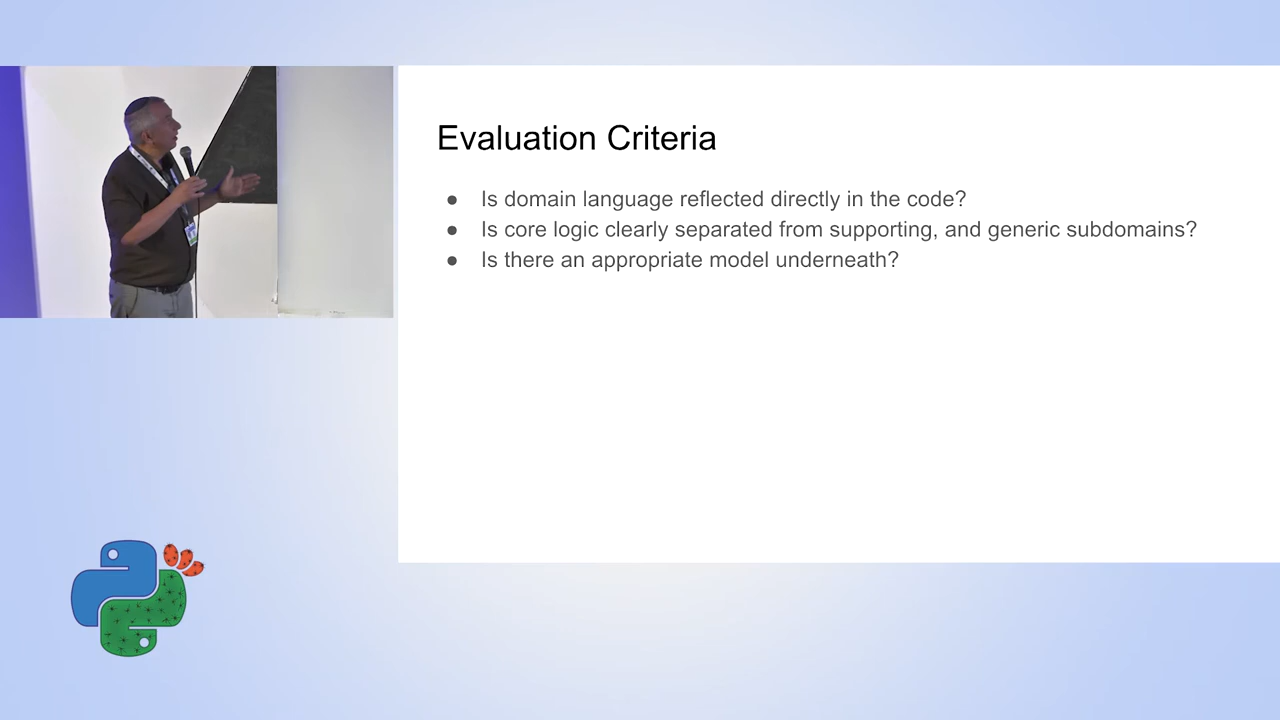 Evaluation Criteria
● Is domain language reflected directly in the code?
● Is core logic clearly separated from supporting, and generic subdomains?
● Is there an appropriate model underneath?